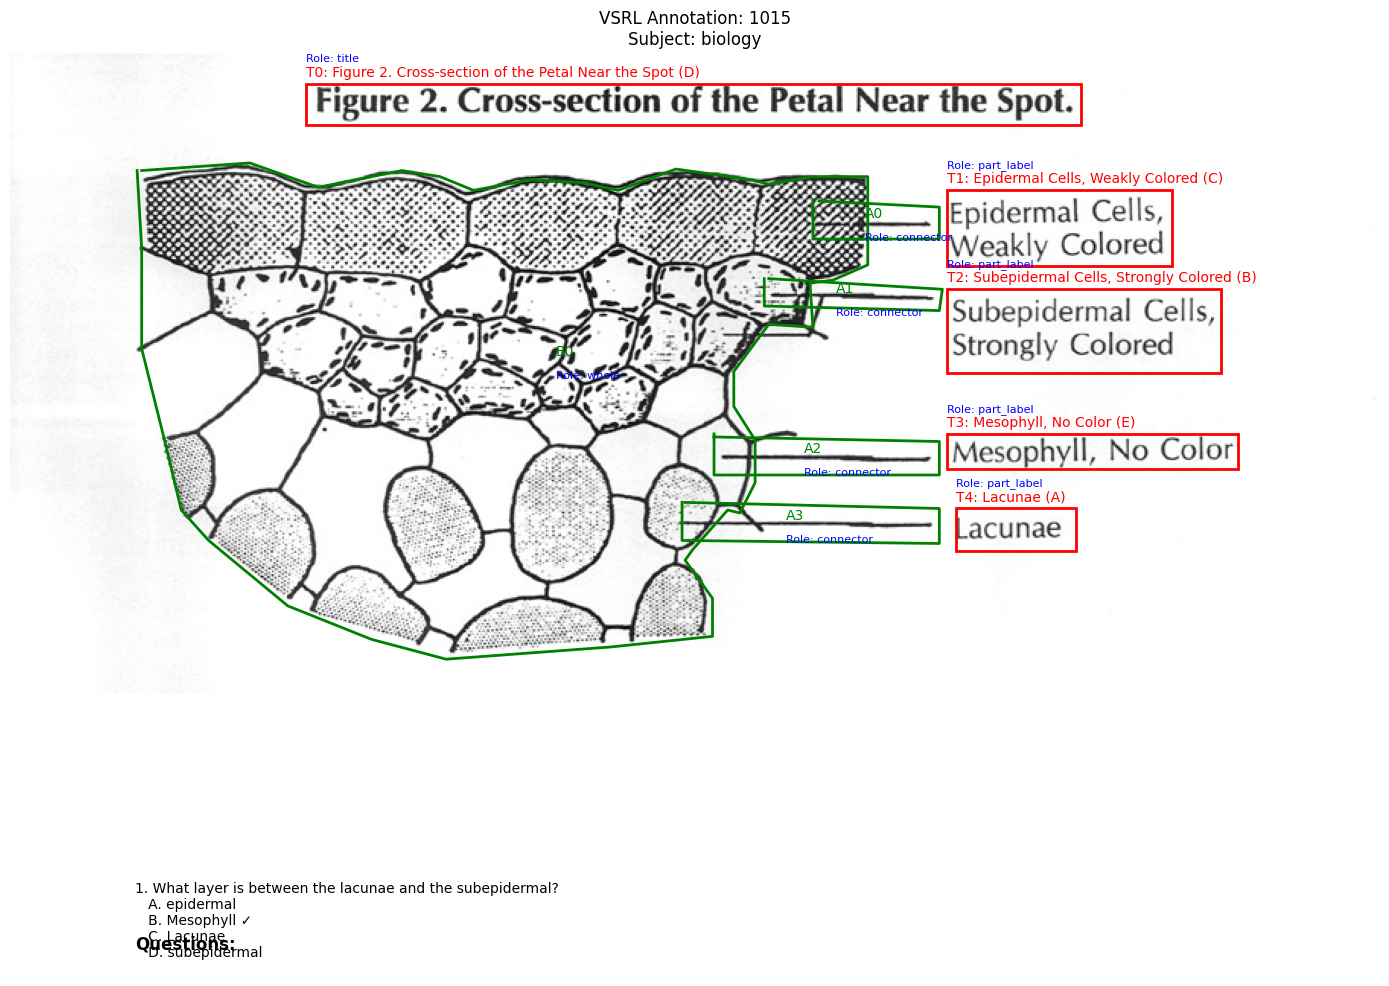 VSRL Annotation: 1015
Subject: biology
Role: title
T0: Figure 2. Cross-section of the Petal Near the Spot (D)
Figure 2. Cross-section of the Petal Near the Spot.
Role: part_label
T1: Epidermal Cells, Weakly Colored (C)
Epidermal Cells,
Weakly Colored
A0
Role: connector
Role: part_label
T2: Subepidermal Cells, Strongly Colored (B)
Subepidermal Cells,
Strongly Colored
A1
Role: connector
B0
Role: whole
Role: part_label
T3: Mesophyll, No Color (E)
Mesophyll, No Color
A2
Role: connector
Role: part_label
T4: Lacunae (A)
Lacunae
A3
Role: connector
1. What layer is between the lacunae and the subepidermal?
A. epidermal
B. Mesophyll ✓
C. Lacunae
Questions:
D. subepidermal